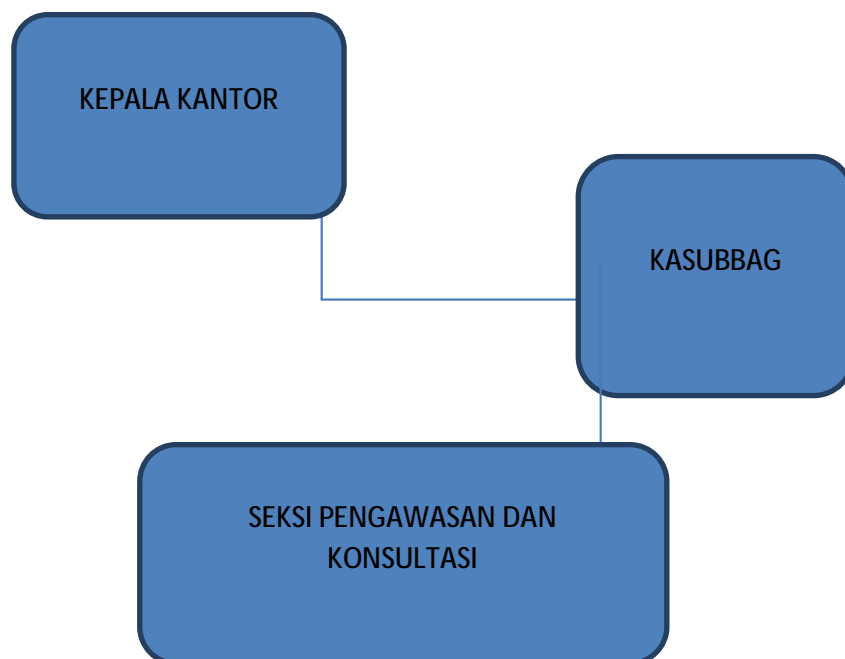 KEPALA KANTOR
KASUBBAG
SEKSI PENGAWASAN DAN
KONSULTASI